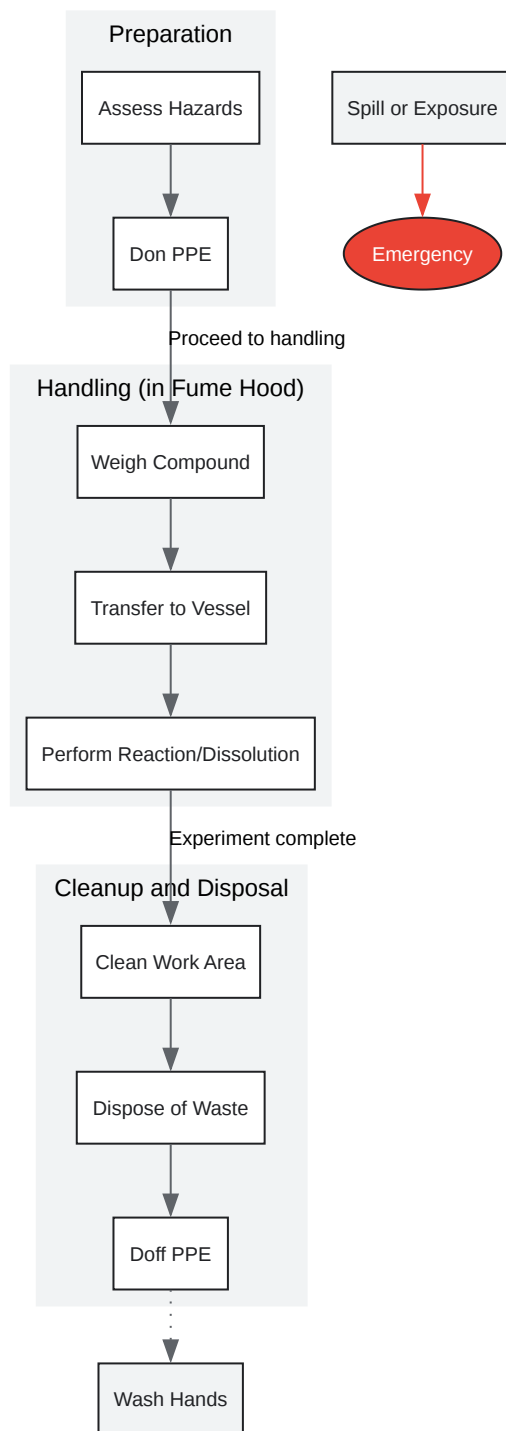 Preparation
Assess Hazards
Don PPE
Proceed to handling
Handling (in Fume Hood)
Weigh Compound
Transfer to Vessel
Perform Reaction/Dissolution
Experiment complete
Cleanup and Disposal
Clean Work Area
Dispose of Waste
Doff PPE
Wash Hands
Spill or Exposure
Emergency